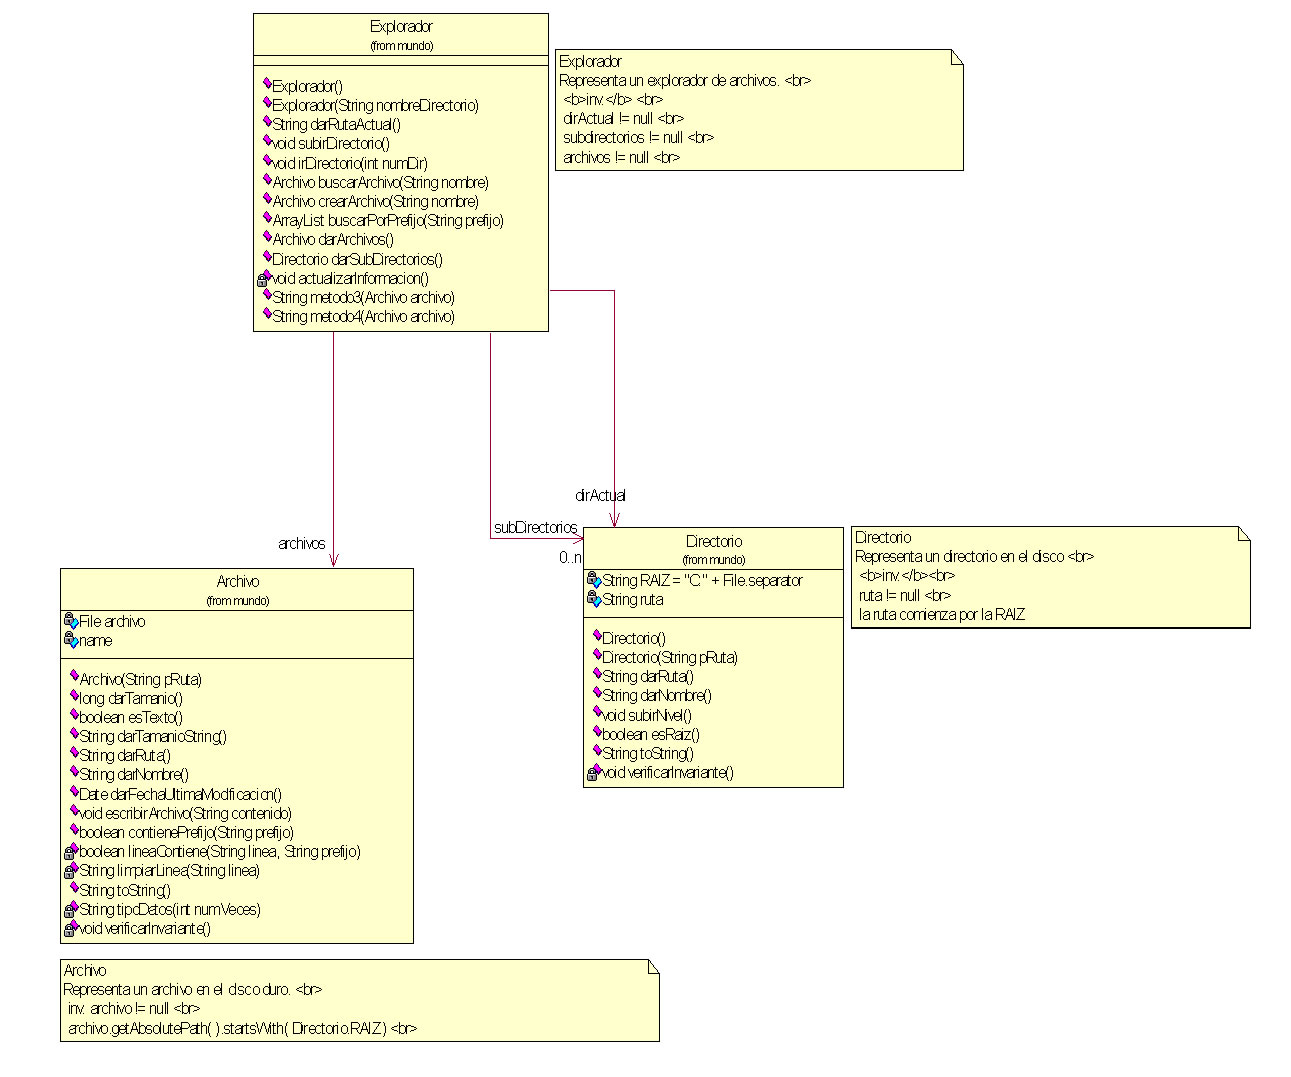 Explorador
(from mundo)
Explorador()
Explorador(String nombreDirectorio)
String darRutaActual()
void subirDirectorio()
void irDirectorio(int numDir)
Archivo buscarArchivo(String nombre)
Archivo crearArchivo(String nombre)
ArrayList buscarPorPrefijo(String prefijo)
Archivo darArchivos()
Directorio darSubDirectorios()
void actualizarInformacion()
String metodo3(Archivo archivo)
String metodo4(Archivo archivo)
Explorador
Representa un explorador de archivos. <br>
<b>inv.</b> <br>
dirActual != null <br>
subdirectorios != null <br>
archivos != null <br>
dirActual
subDirectorios
0..n
archivos
Directorio
(from mundo)
String RAIZ = "C" + File.separator
String ruta
Directorio()
Directorio(String pRuta)
String darRuta()
String darNombre()
void subirNivel()
boolean esRaiz()
String toString()
void verificarInvariante()
Directorio
Representa un directorio en el disco <br>
<b>inv.</b><br>
ruta != null <br>
la ruta comienza por la RAIZ
Archivo
(from mundo)
File archivo
name
Archivo(String pRuta)
long darTamanio()
boolean esTexto()
String darTamanioString()
String darRuta()
String darNombre()
Date darFechaUltimaModificacion()
void escribirArchivo(String contenido)
boolean contienePrefijo(String prefijo)
boolean lineaContiene(String linea, String prefijo)
String limpiarLinea(String linea)
String toString()
String tipoDatos(int numVeces)
void verificarInvariante()
Archivo
Representa un archivo en el disco duro. <br>
inv. archivo != null <br>
archivo.getAbsolutePath( ).startsWith( Directorio.RAIZ ) <br>